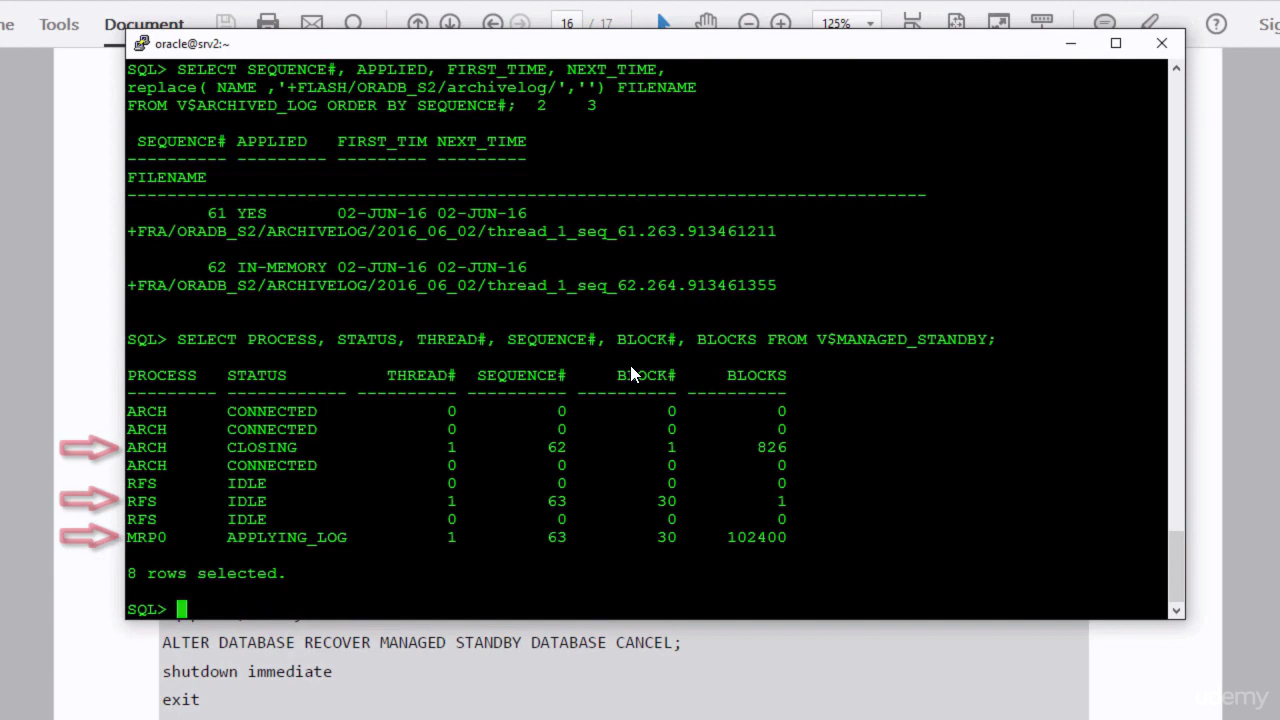 ne Tools Document 16 / 17 125% Sig
oracle@srv2:~
SQL> SELECT SEQUENCE#, APPLIED, FIRST_TIME, NEXT_TIME,
replace( NAME ,'+FLASH/ORADB_S2/archivelog/','') FILENAME
FROM V$ARCHIVED_LOG ORDER BY SEQUENCE#; 2 3
SEQUENCE# APPLIED FIRST_TIM NEXT_TIME
---------- --------- --------- ---------
FILENAME
--------------------------------------------------------------------------------
61 YES 02-JUN-16 02-JUN-16
+FRA/ORADB_S2/ARCHIVELOG/2016_06_02/thread_1_seq_61.263.913461211
62 IN-MEMORY 02-JUN-16 02-JUN-16
+FRA/ORADB_S2/ARCHIVELOG/2016_06_02/thread_1_seq_62.264.913461355
SQL> SELECT PROCESS, STATUS, THREAD#, SEQUENCE#, BLOCK#, BLOCKS FROM V$MANAGED_STANDBY;
PROCESS STATUS THREAD# SEQUENCE# BLOCK# BLOCKS
--------- ------------ ---------- ---------- ---------- ----------
ARCH CONNECTED 0 0 0 0
ARCH CONNECTED 0 0 0 0
ARCH CLOSING 1 62 1 826
ARCH CONNECTED 0 0 0 0
RFS IDLE 0 0 0 0
RFS IDLE 1 63 30 1
RFS IDLE 0 0 0 0
MRP0 APPLYING_LOG 1 63 30 102400
8 rows selected.
SQL>
ALTER DATABASE RECOVER MANAGED STANDBY DATABASE CANCEL;
shutdown immediate
exit
udemy